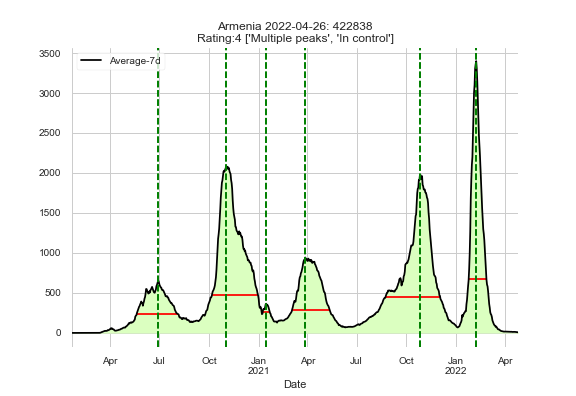 Armenia 2022-04-26: 422838
Rating:4 ['Multiple peaks', 'In control']
Average-7d
3500
3000
2500
2000
1500
1000
500
0
Apr Jul Oct Jan Apr Jul Oct Jan Apr
2021 2022
Date